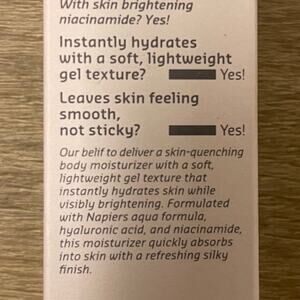 With skin brightening
niacinamide? Yes!
Instantly hydrates
with a soft, lightweight
gel texture? Yes!
Leaves skin feeling
smooth,
not sticky? Yes!
Our belif to deliver a skin-quenching
body moisturizer with a soft,
lightweight gel texture that
instantly hydrates skin while
visibly brightening. Formulated
with Napiers aqua formula,
hyaluronic acid, and niacinamide,
this moisturizer quickly absorbs
into skin with a refreshing silky
finish.